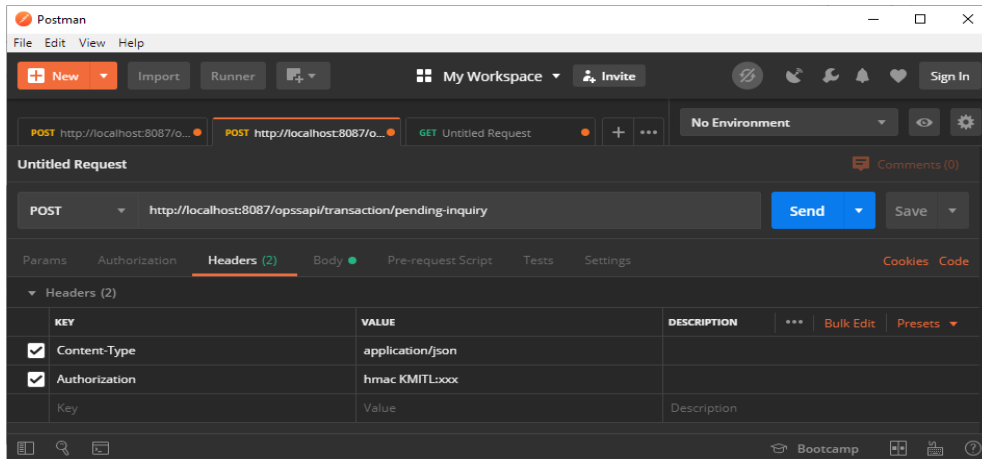 Postman
File Edit View Help
New Import Runner My Workspace Invite Sign In
POST http://localhost:8087/o... POST http://localhost:8087/o... GET Untitled Request + ••• No Environment
Untitled Request Comments (0)
POST http://localhost:8087/opssapi/transaction/pending-inquiry Send Save
Params Authorization Headers (2) Body Pre-request Script Tests Settings Cookies Code
Headers (2)
KEY VALUE DESCRIPTION ••• Bulk Edit Presets
Content-Type application/json
Authorization hmac KMITL:xxx
Key Value Description
Bootcamp